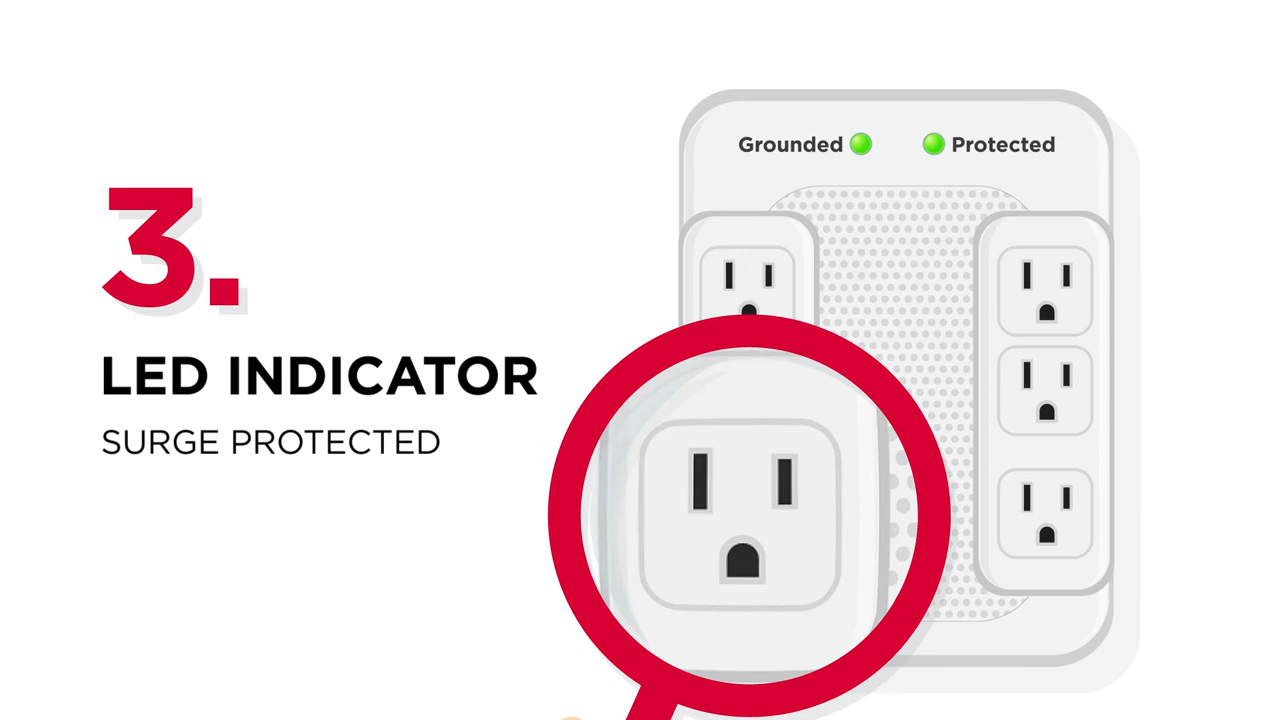 3.
LED INDICATOR
SURGE PROTECTED
Grounded
Protected